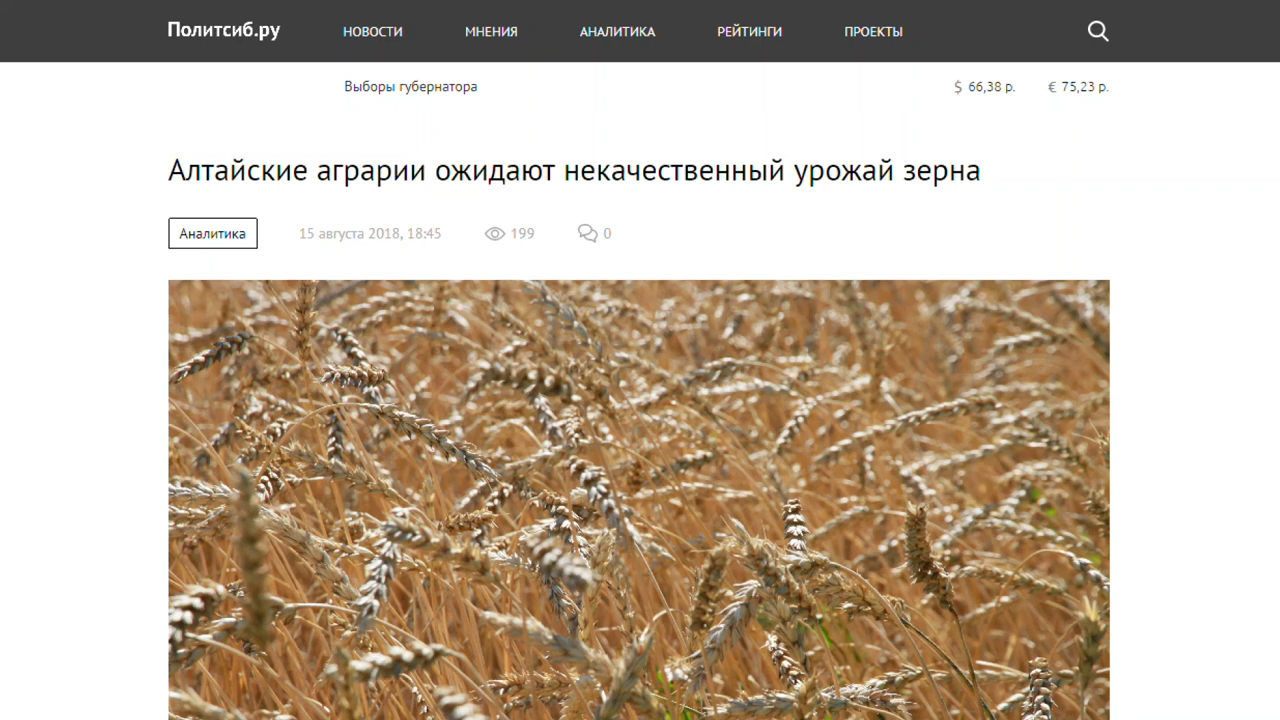 Политсиб.ру НОВОСТИ МНЕНИЯ АНАЛИТИКА РЕЙТИНГИ ПРОЕКТЫ
Выборы губернатора $ 66,38 р. € 75,23 р.
Алтайские аграрии ожидают некачественный урожай зерна
Аналитика 15 августа 2018, 18:45 199 0